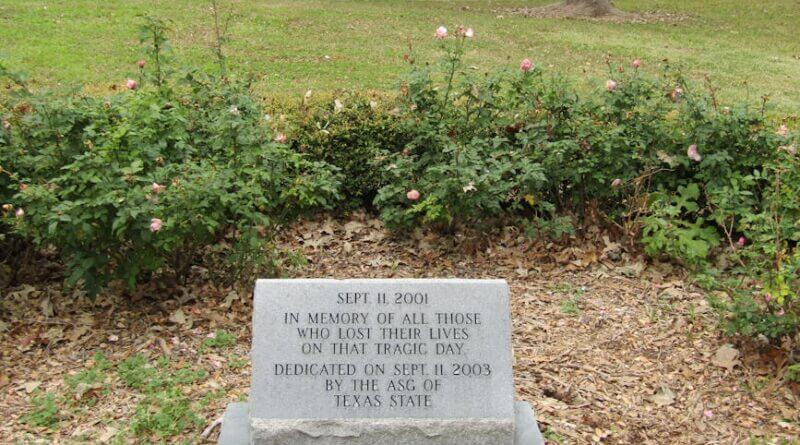 SEPT. 11, 2001
IN MEMORY OF ALL THOSE
WHO LOST THEIR LIVES
ON THAT TRAGIC DAY.
DEDICATED ON SEPT. 11, 2003
BY THE ASG OF
TEXAS STATE